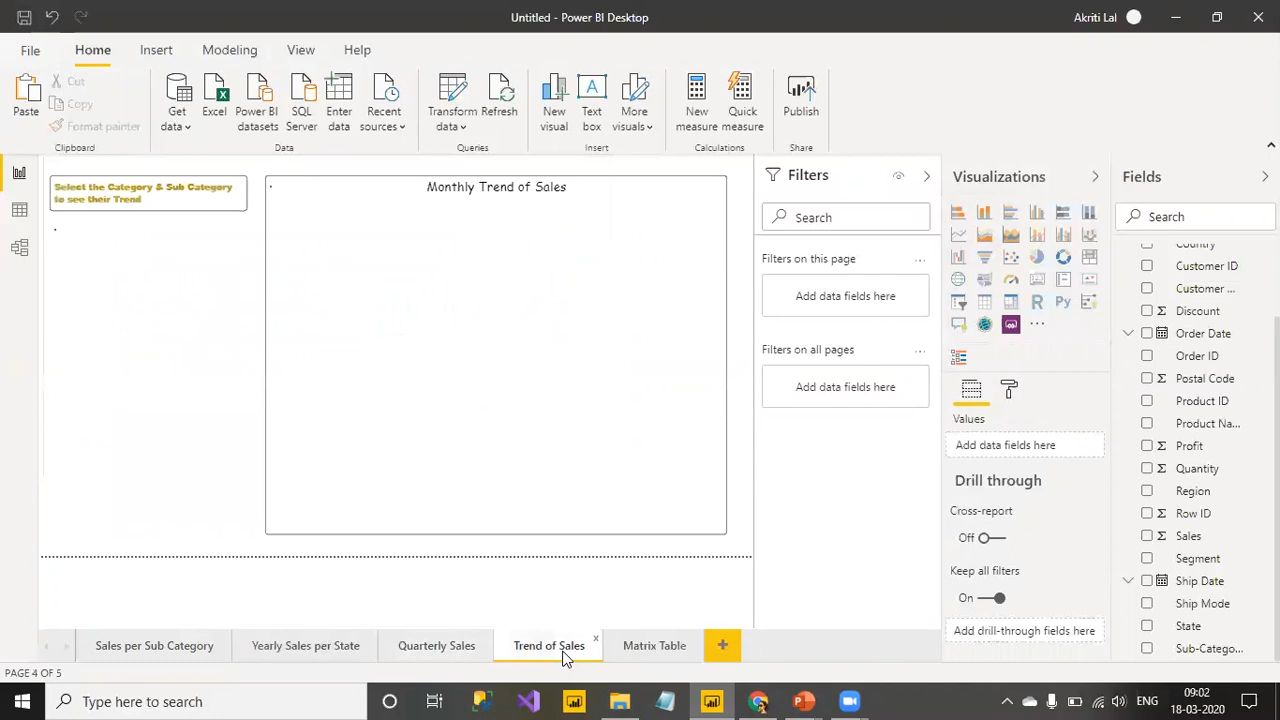 Untitled - Power BI Desktop
Akriti Lal
File
Home
Insert
Modeling
View
Help
Paste
Cut
Copy
Format painter
Get data
Excel
Power BI datasets
SQL Server
Enter data
Recent sources
Transform data
Refresh
New visual
Text box
More visuals
New measure
Quick measure
Publish
Clipboard
Data
Queries
Insert
Calculations
Share
Select the Category & Sub Category
to see their Trend
Monthly Trend of Sales
Filters
Search
Filters on this page
...
Add data fields here
Filters on all pages
...
Add data fields here
Visualizations
R
Py
Values
Add data fields here
Drill through
Cross-report
Off
Keep all filters
On
Add drill-through fields here
Fields
Search
Country
Customer ID
Customer ...
Discount
Order Date
Order ID
Postal Code
Product ID
Product Na...
Profit
Quantity
Region
Row ID
Sales
Segment
Ship Date
Ship Mode
State
Sub-Catego...
Sales per Sub Category
Yearly Sales per State
Quarterly Sales
Trend of Sales
Matrix Table
PAGE 4 OF 5
Type here to search
ENG
09:02
18-03-2020